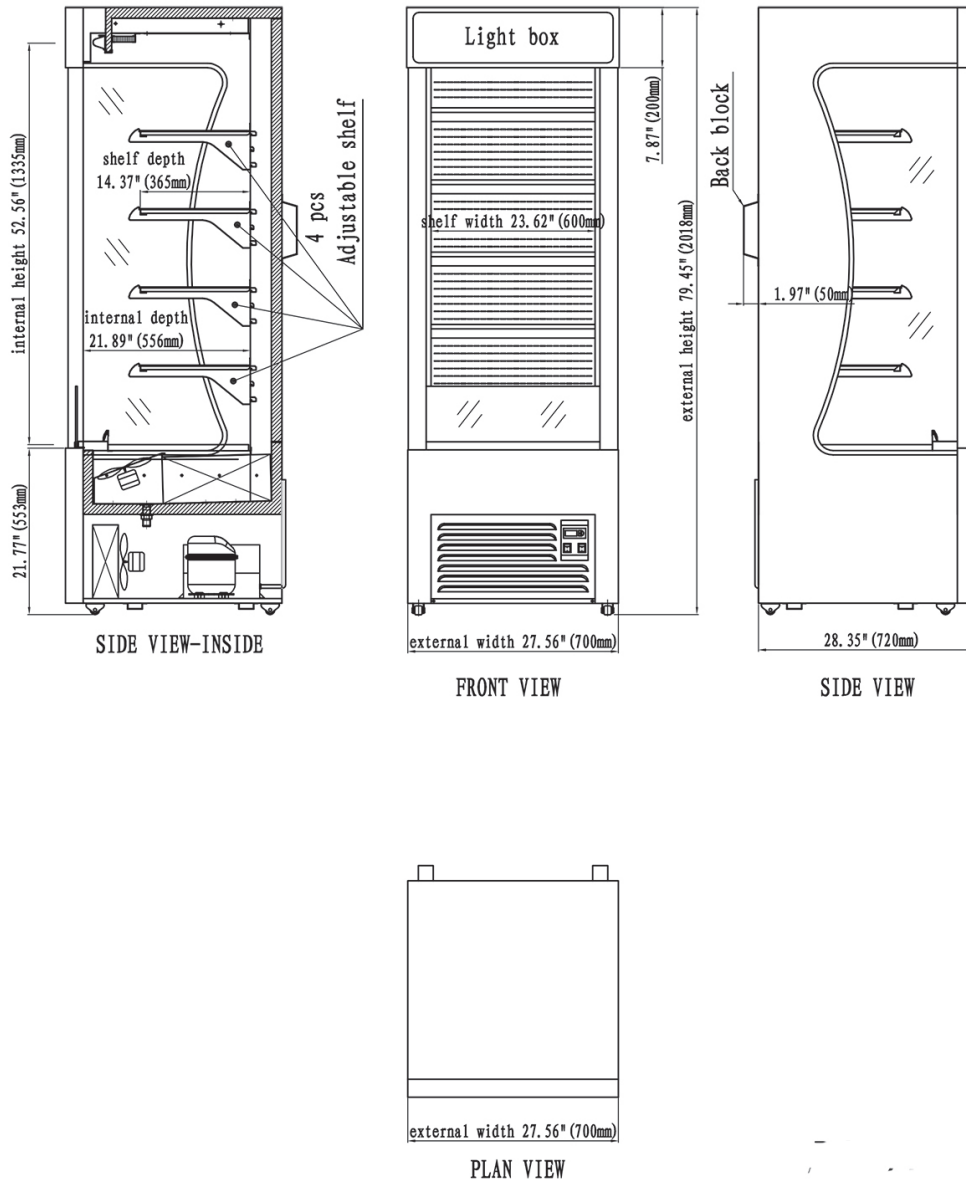 Light box
internal height 52.56"(1335mm)
21.77"(553mm)
shelf depth
14.37"(365mm)
internal depth
21.89"(556mm)
4 pcs
Adjustable shelf
SIDE VIEW-INSIDE
shelf width 23.62"(600mm)
7.87"(200mm)
external height 79.45"(2018mm)
external width 27.56"(700mm)
FRONT VIEW
Back block
1.97"(50mm)
28.35"(720mm)
SIDE VIEW
external width 27.56"(700mm)
PLAN VIEW